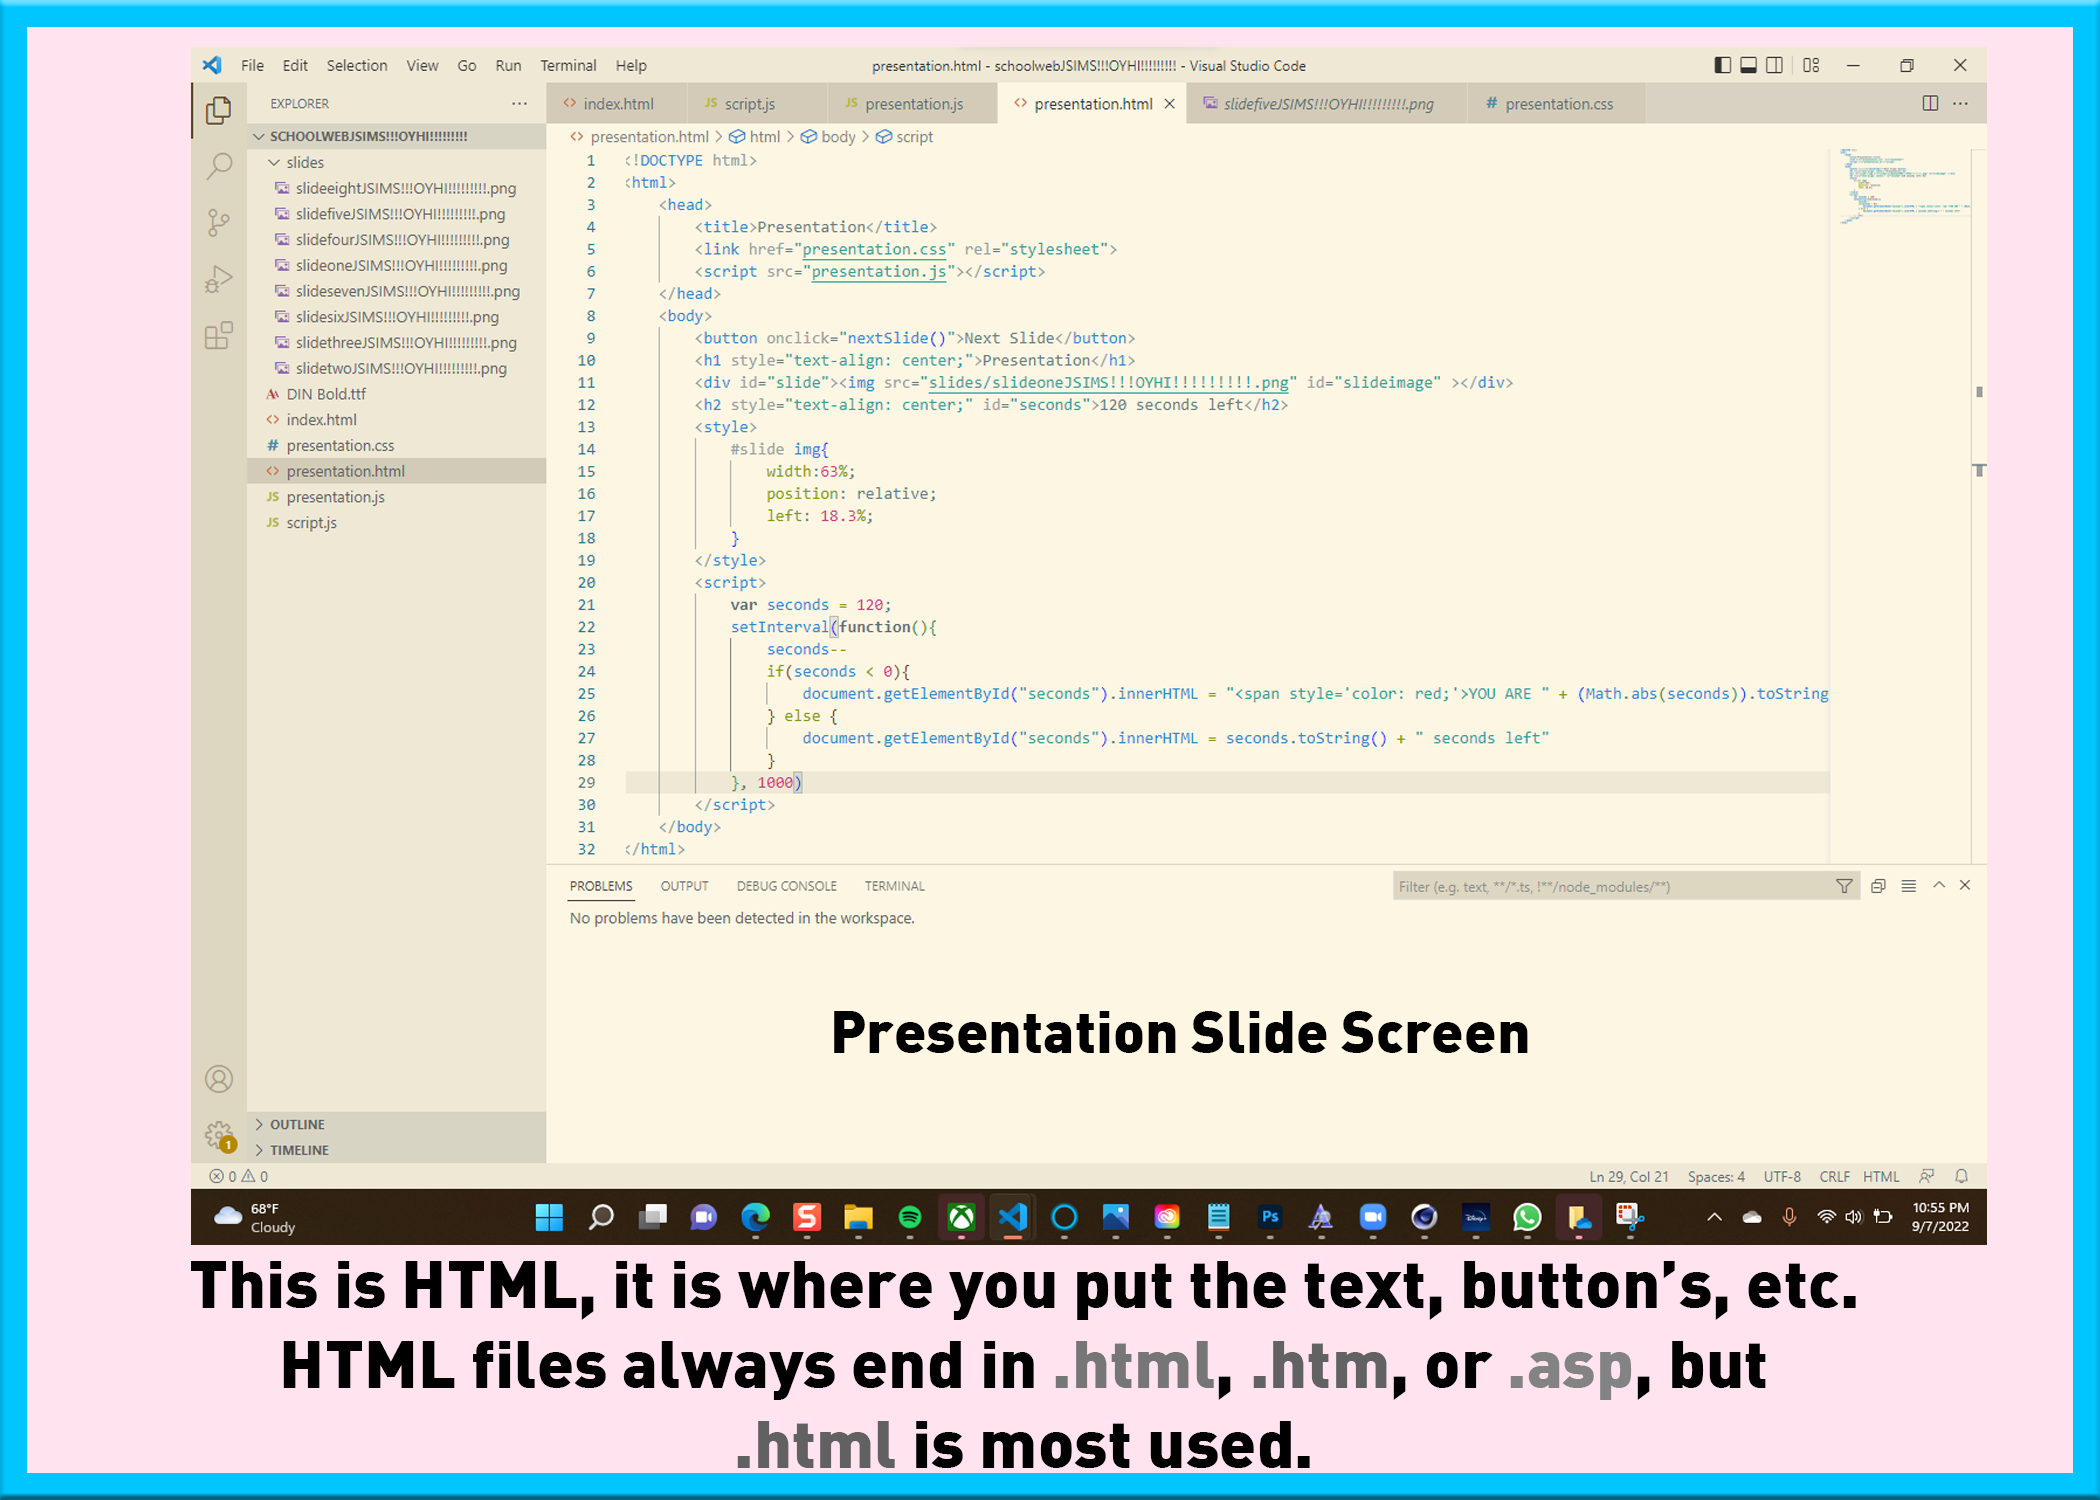 File Edit Selection View Go Run Terminal Help
presentation.html - schoolwebJSIMS!!!OYHI!!!!!!!!! - Visual Studio Code
EXPLORER
SCHOOLWEBJSIMS!!!OYHI!!!!!!!!!
slides
slideeightJSIMS!!!OYHI!!!!!!!!!.png
slidefiveJSIMS!!!OYHI!!!!!!!!!.png
slidefourJSIMS!!!OYHI!!!!!!!!!.png
slideoneJSIMS!!!OYHI!!!!!!!!!.png
slidesevenJSIMS!!!OYHI!!!!!!!!!.png
slidesixJSIMS!!!OYHI!!!!!!!!!.png
slidethreeJSIMS!!!OYHI!!!!!!!!!.png
slidetwoJSIMS!!!OYHI!!!!!!!!!.png
DIN Bold.ttf
index.html
presentation.css
presentation.html
presentation.js
script.js
OUTLINE
TIMELINE
index.html JS script.js JS presentation.js presentation.html slidefiveJSIMS!!!OYHI!!!!!!!!!.png # presentation.css
presentation.html > html > body > script
1 <!DOCTYPE html>
2 <html>
3 <head>
4 <title>Presentation</title>
5 <link href="presentation.css" rel="stylesheet">
6 <script src="presentation.js"></script>
7 </head>
8 <body>
9 <button onclick="nextSlide()">Next Slide</button>
10 <h1 style="text-align: center;">Presentation</h1>
11 <div id="slide"><img src="slides/slideoneJSIMS!!!OYHI!!!!!!!!!.png" id="slideimage" ></div>
12 <h2 style="text-align: center;" id="seconds">120 seconds left</h2>
13 <style>
14 #slide img{
15 width:63%;
16 position: relative;
17 left: 18.3%;
18 }
19 </style>
20 <script>
21 var seconds = 120;
22 setInterval(function(){
23 seconds--
24 if(seconds < 0){
25 document.getElementById("seconds").innerHTML = "<span style='color: red;'>YOU ARE " + (Math.abs(seconds)).toString
26 } else {
27 document.getElementById("seconds").innerHTML = seconds.toString() + " seconds left"
28 }
29 }, 1000)
30 </script>
31 </body>
32 </html>
PROBLEMS OUTPUT DEBUG CONSOLE TERMINAL
Filter (e.g. text, **/*.ts, !**/node_modules/**)
No problems have been detected in the workspace.
Presentation Slide Screen
1
0 0
Ln 29, Col 21 Spaces: 4 UTF-8 CRLF HTML
68°F
Cloudy
S
Ps
Disney+
10:55 PM
9/7/2022
This is HTML, it is where you put the text, button's, etc.
HTML files always end in .html, .htm, or .asp, but
.html is most used.